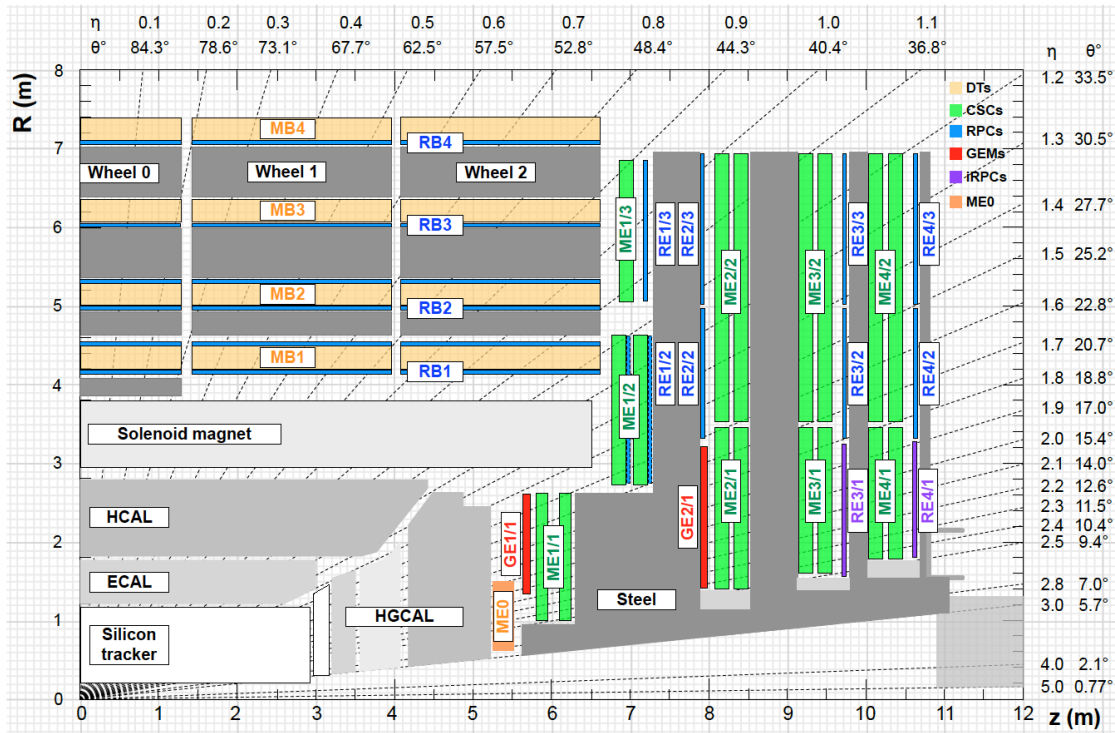 η 0.1 0.2 0.3 0.4 0.5 0.6 0.7 0.8 0.9 1.0 1.1
θ° 84.3° 78.6° 73.1° 67.7° 62.5° 57.5° 52.8° 48.4° 44.3° 40.4° 36.8° η θ°
R (m)
8
7
6
5
4
3
2
1
0
1.2 33.5°
1.3 30.5°
1.4 27.7°
1.5 25.2°
1.6 22.8°
1.7 20.7°
1.8 18.8°
1.9 17.0°
2.0 15.4°
2.1 14.0°
2.2 12.6°
2.3 11.5°
2.4 10.4°
2.5 9.4°
2.8 7.0°
3.0 5.7°
4.0 2.1°
5.0 0.77°
DTs
CSCs
RPCs
GEMs
iRPCs
ME0
MB4
RB4
Wheel 0 Wheel 1 Wheel 2
MB3
RB3
MB2
RB2
MB1
RB1
Solenoid magnet
HCAL
ECAL
Silicon
tracker
HGCAL
Steel
ME1/3
RE1/3
RE2/3
ME2/2
ME3/2
RE3/3
ME4/2
RE4/3
ME1/2
RE1/2
RE2/2
RE3/2
RE4/2
GE1/1
ME1/1
ME0
GE2/1
ME2/1
ME3/1
RE3/1
ME4/1
RE4/1
0 1 2 3 4 5 6 7 8 9 10 11 12
z (m)